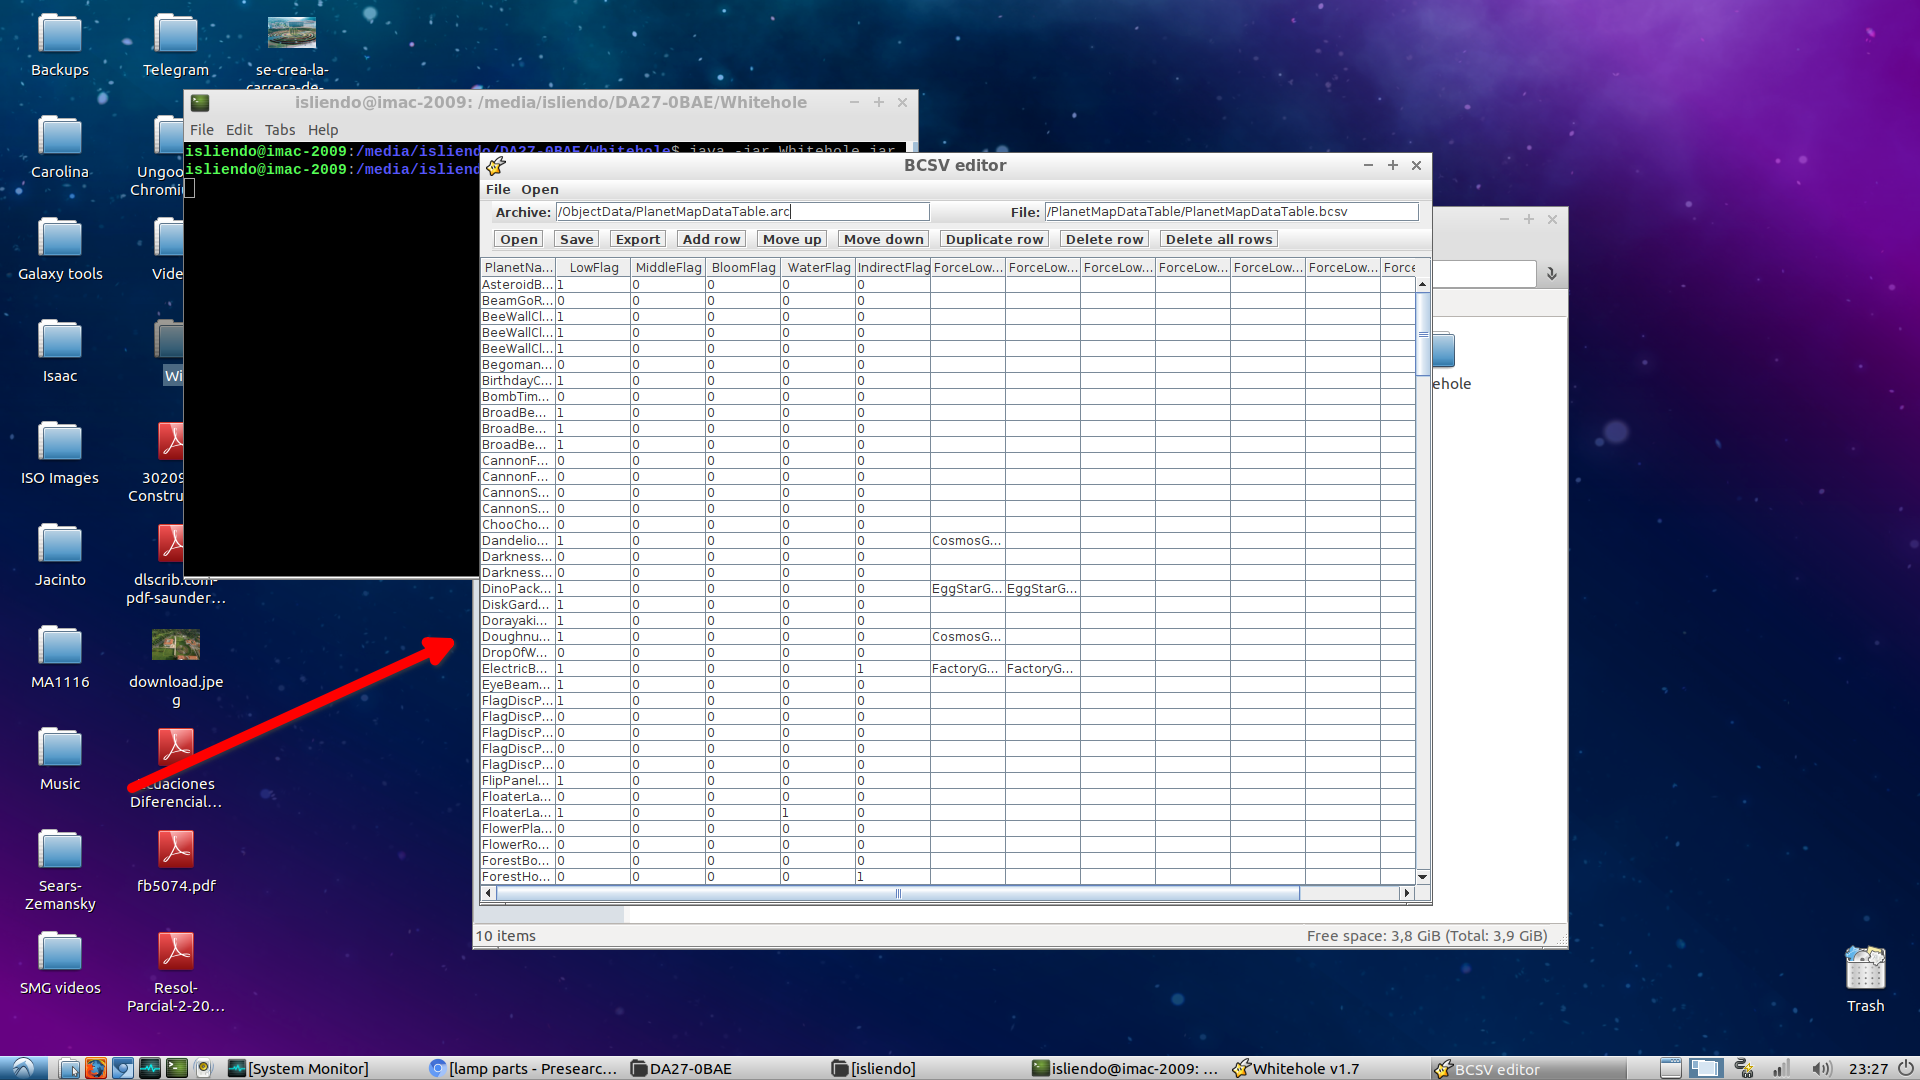 Backups
Telegram
se-crea-la-
carrera-de-
Carolina
Ungoo
Chromi
Galaxy tools
Vide
Isaac
Wi
ISO Images
30209
Constru
Jacinto
dlscrib.com-
pdf-saunder...
MA1116
download.jpe
g
Music
Ecuaciones
Diferencial...
Sears-
Zemansky
fb5074.pdf
SMG videos
Resol-
Parcial-2-20...
isliendo@imac-2009: /media/isliendo/DA27-0BAE/Whitehole
File Edit Tabs Help
isliendo@imac-2009:/media/isliendo/DA27-0BAE/Whitehole$ java -jar Whitehole.jar
isliendo@imac-2009:/media/isliend
BCSV editor
File Open
Archive: /ObjectData/PlanetMapDataTable.arc File: /PlanetMapDataTable/PlanetMapDataTable.bcsv
Open Save Export Add row Move up Move down Duplicate row Delete row Delete all rows
PlanetNa... LowFlag MiddleFlag BloomFlag WaterFlag IndirectFlag ForceLow... ForceLow... ForceLow... ForceLow... ForceLow... ForceLow... Force
AsteroidB... 1 0 0 0 0
BeamGoR... 0 0 0 0 0
BeeWallCl... 1 0 0 0 0
BeeWallCl... 1 0 0 0 0
BeeWallCl... 1 0 0 0 0
Begoman... 0 0 0 0 0
BirthdayC... 1 0 0 0 0
BombTim... 0 0 0 0 0
BroadBe... 1 0 0 0 0
BroadBe... 1 0 0 0 0
BroadBe... 1 0 0 0 0
CannonF... 0 0 0 0 0
CannonF... 0 0 0 0 0
CannonS... 0 0 0 0 0
CannonS... 0 0 0 0 0
ChooCho... 0 0 0 0 0
Dandelio... 1 0 0 0 0 CosmosG...
Darkness... 0 0 0 0 0
Darkness... 0 0 0 0 0
DinoPack... 1 0 0 0 0 EggStarG... EggStarG...
DiskGard... 1 0 0 0 0
Dorayaki... 1 0 0 0 0
Doughnu... 1 0 0 0 0 CosmosG...
DropOfW... 0 0 0 0 0
ElectricB... 1 0 0 0 1 FactoryG... FactoryG...
EyeBeam... 1 0 0 0 0
FlagDiscP... 1 0 0 0 0
FlagDiscP... 0 0 0 0 0
FlagDiscP... 0 0 0 0 0
FlagDiscP... 0 0 0 0 0
FlagDiscP... 0 0 0 0 0
FlipPanel... 1 0 0 0 0
FloaterLa... 0 0 0 0 0
FloaterLa... 1 0 0 1 0
FlowerPla... 0 0 0 0 0
FlowerRo... 0 0 0 0 0
ForestBo... 0 0 0 0 0
ForestHo... 0 0 0 0 1
ehole
10 items Free space: 3,8 GiB (Total: 3,9 GiB)
Trash
[System Monitor] [lamp parts - Presearc... DA27-0BAE [isliendo] isliendo@imac-2009: ... Whitehole v1.7 BCSV editor 23:27